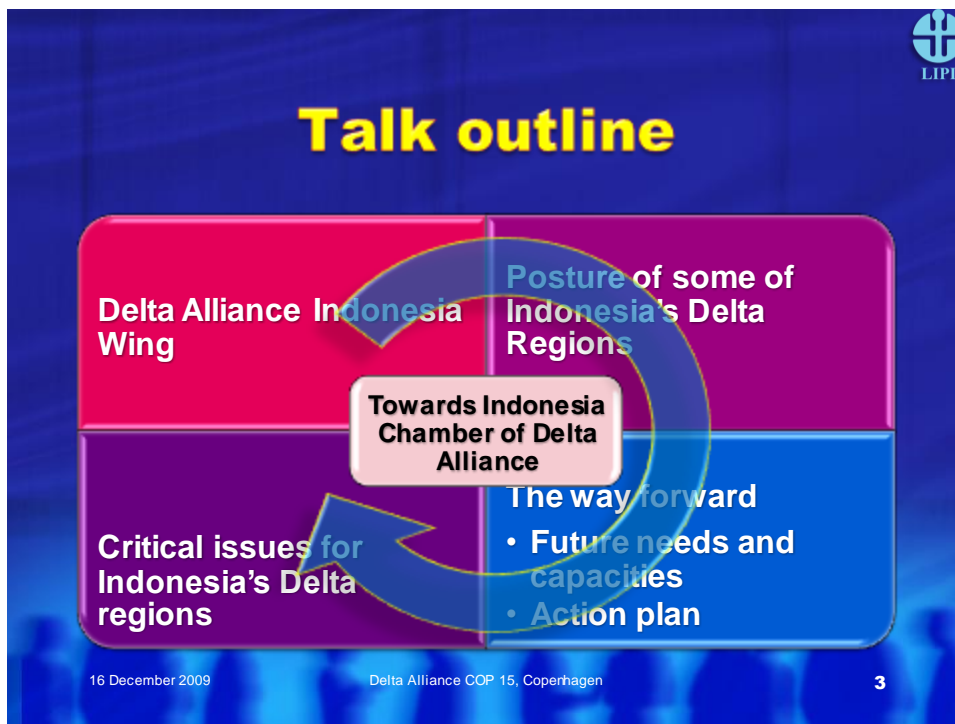 LIPI
Talk outline
Delta Alliance Indonesia
Wing
Posture of some of
Indonesia's Delta
Regions
Towards Indonesia
Chamber of Delta
Alliance
Critical issues for
Indonesia's Delta
regions
The way forward
• Future needs and
capacities
• Action plan
16 December 2009
Delta Alliance COP 15, Copenhagen
3